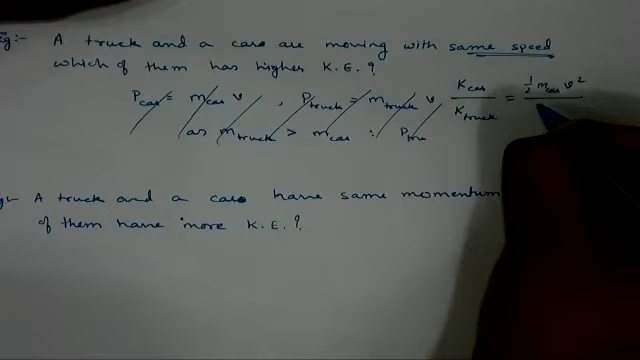 Eg:- A truck and a car are moving with same speed
which of them has higher K.E.?
P_car = m_car v , P_truck = m_truck v K_car / K_truck = ½ m_car v²
as m_truck > m_car ∴ P_tru
A truck and a car have same momentum
of them have more K.E.?